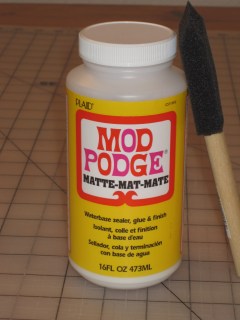 PLAID
MOD
PODGE®
MATTE-MAT-MATE
Waterbase sealer, glue & finish
Isolant, colle et finition
à base d'eau
Sellador, cola y terminación
con base de agua
16FL OZ 473ML